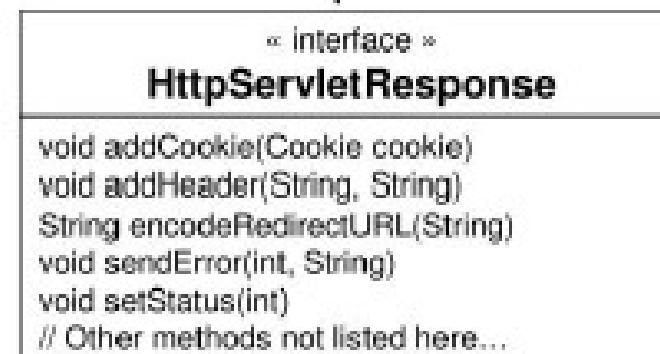 « interface »
HttpServletResponse
void addCookie(Cookie cookie)
void addHeader(String, String)
String encodeRedirectURL(String)
void sendError(int, String)
void setStatus(int)
// Other methods not listed here...